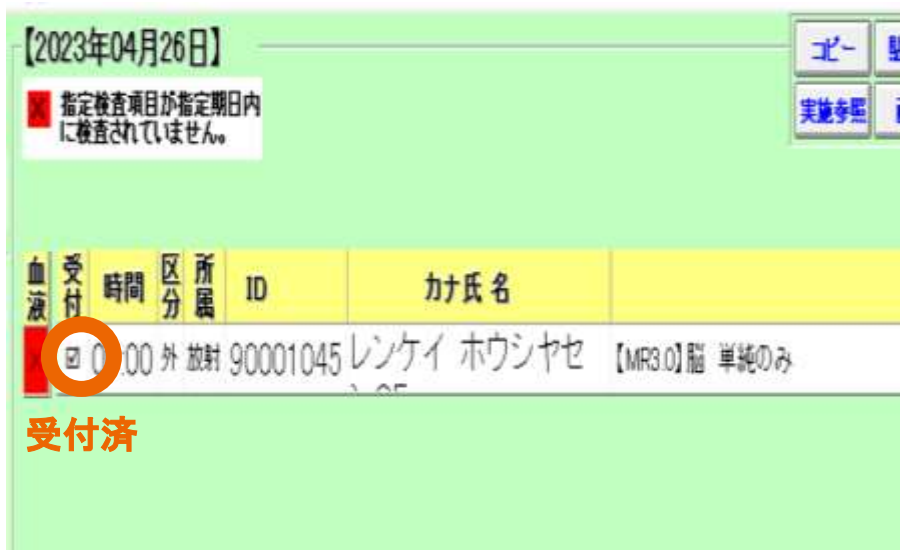 【2023年04月26日】
コピー
実施参照
指定検査項目が指定期日内
に検査されていません。
血液 受付 時間 区分 所属 ID カナ氏名
:00 外 放射 90001045 レンケイ ホウシヤセ 【MR3.0】脳 単純のみ
受付済